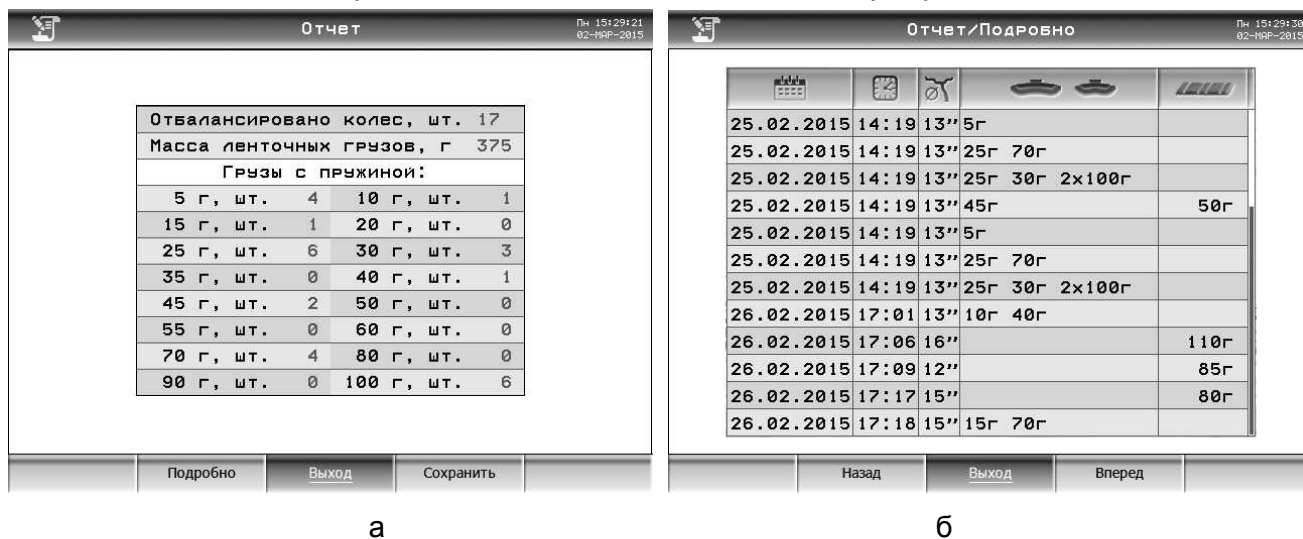 Отчет
Пн 15:29:21
02-МАР-2015
Отбалансировано колес, шт. 17
Масса ленточных грузов, г 375
Грузы с пружиной:
5 г, шт. 4 10 г, шт. 1
15 г, шт. 1 20 г, шт. 0
25 г, шт. 6 30 г, шт. 3
35 г, шт. 0 40 г, шт. 1
45 г, шт. 2 50 г, шт. 0
55 г, шт. 0 60 г, шт. 0
70 г, шт. 4 80 г, шт. 0
90 г, шт. 0 100 г, шт. 6
Подробно Выход Сохранить
а
Отчет/Подробно
Пн 15:29:30
02-МАР-2015
25.02.2015 14:19 13" 5г
25.02.2015 14:19 13" 25г 70г
25.02.2015 14:19 13" 25г 30г 2x100г
25.02.2015 14:19 13" 45г 50г
25.02.2015 14:19 13" 5г
25.02.2015 14:19 13" 25г 70г
25.02.2015 14:19 13" 25г 30г 2x100г
26.02.2015 17:01 13" 10г 40г
26.02.2015 17:06 16" 110г
26.02.2015 17:09 12" 85г
26.02.2015 17:17 15" 80г
26.02.2015 17:18 15" 15г 70г
Назад Выход Вперед
б